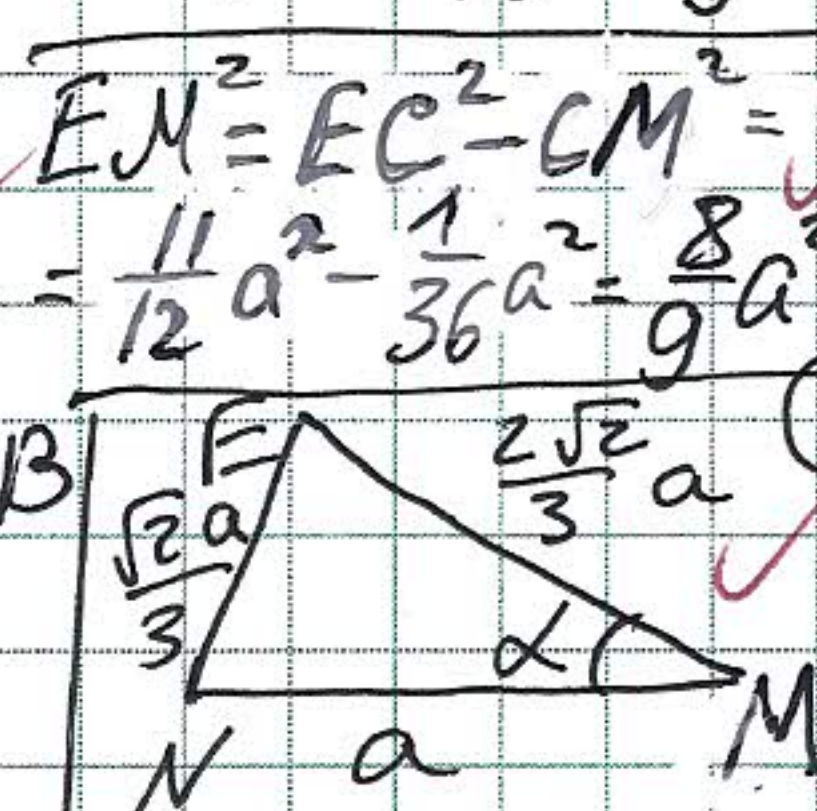 EM² = EC² - CM² =
= 11/12 a² - 1/36 a² = 8/9 a²
B E 2√2/3 a
√2/3 a
α
N a M